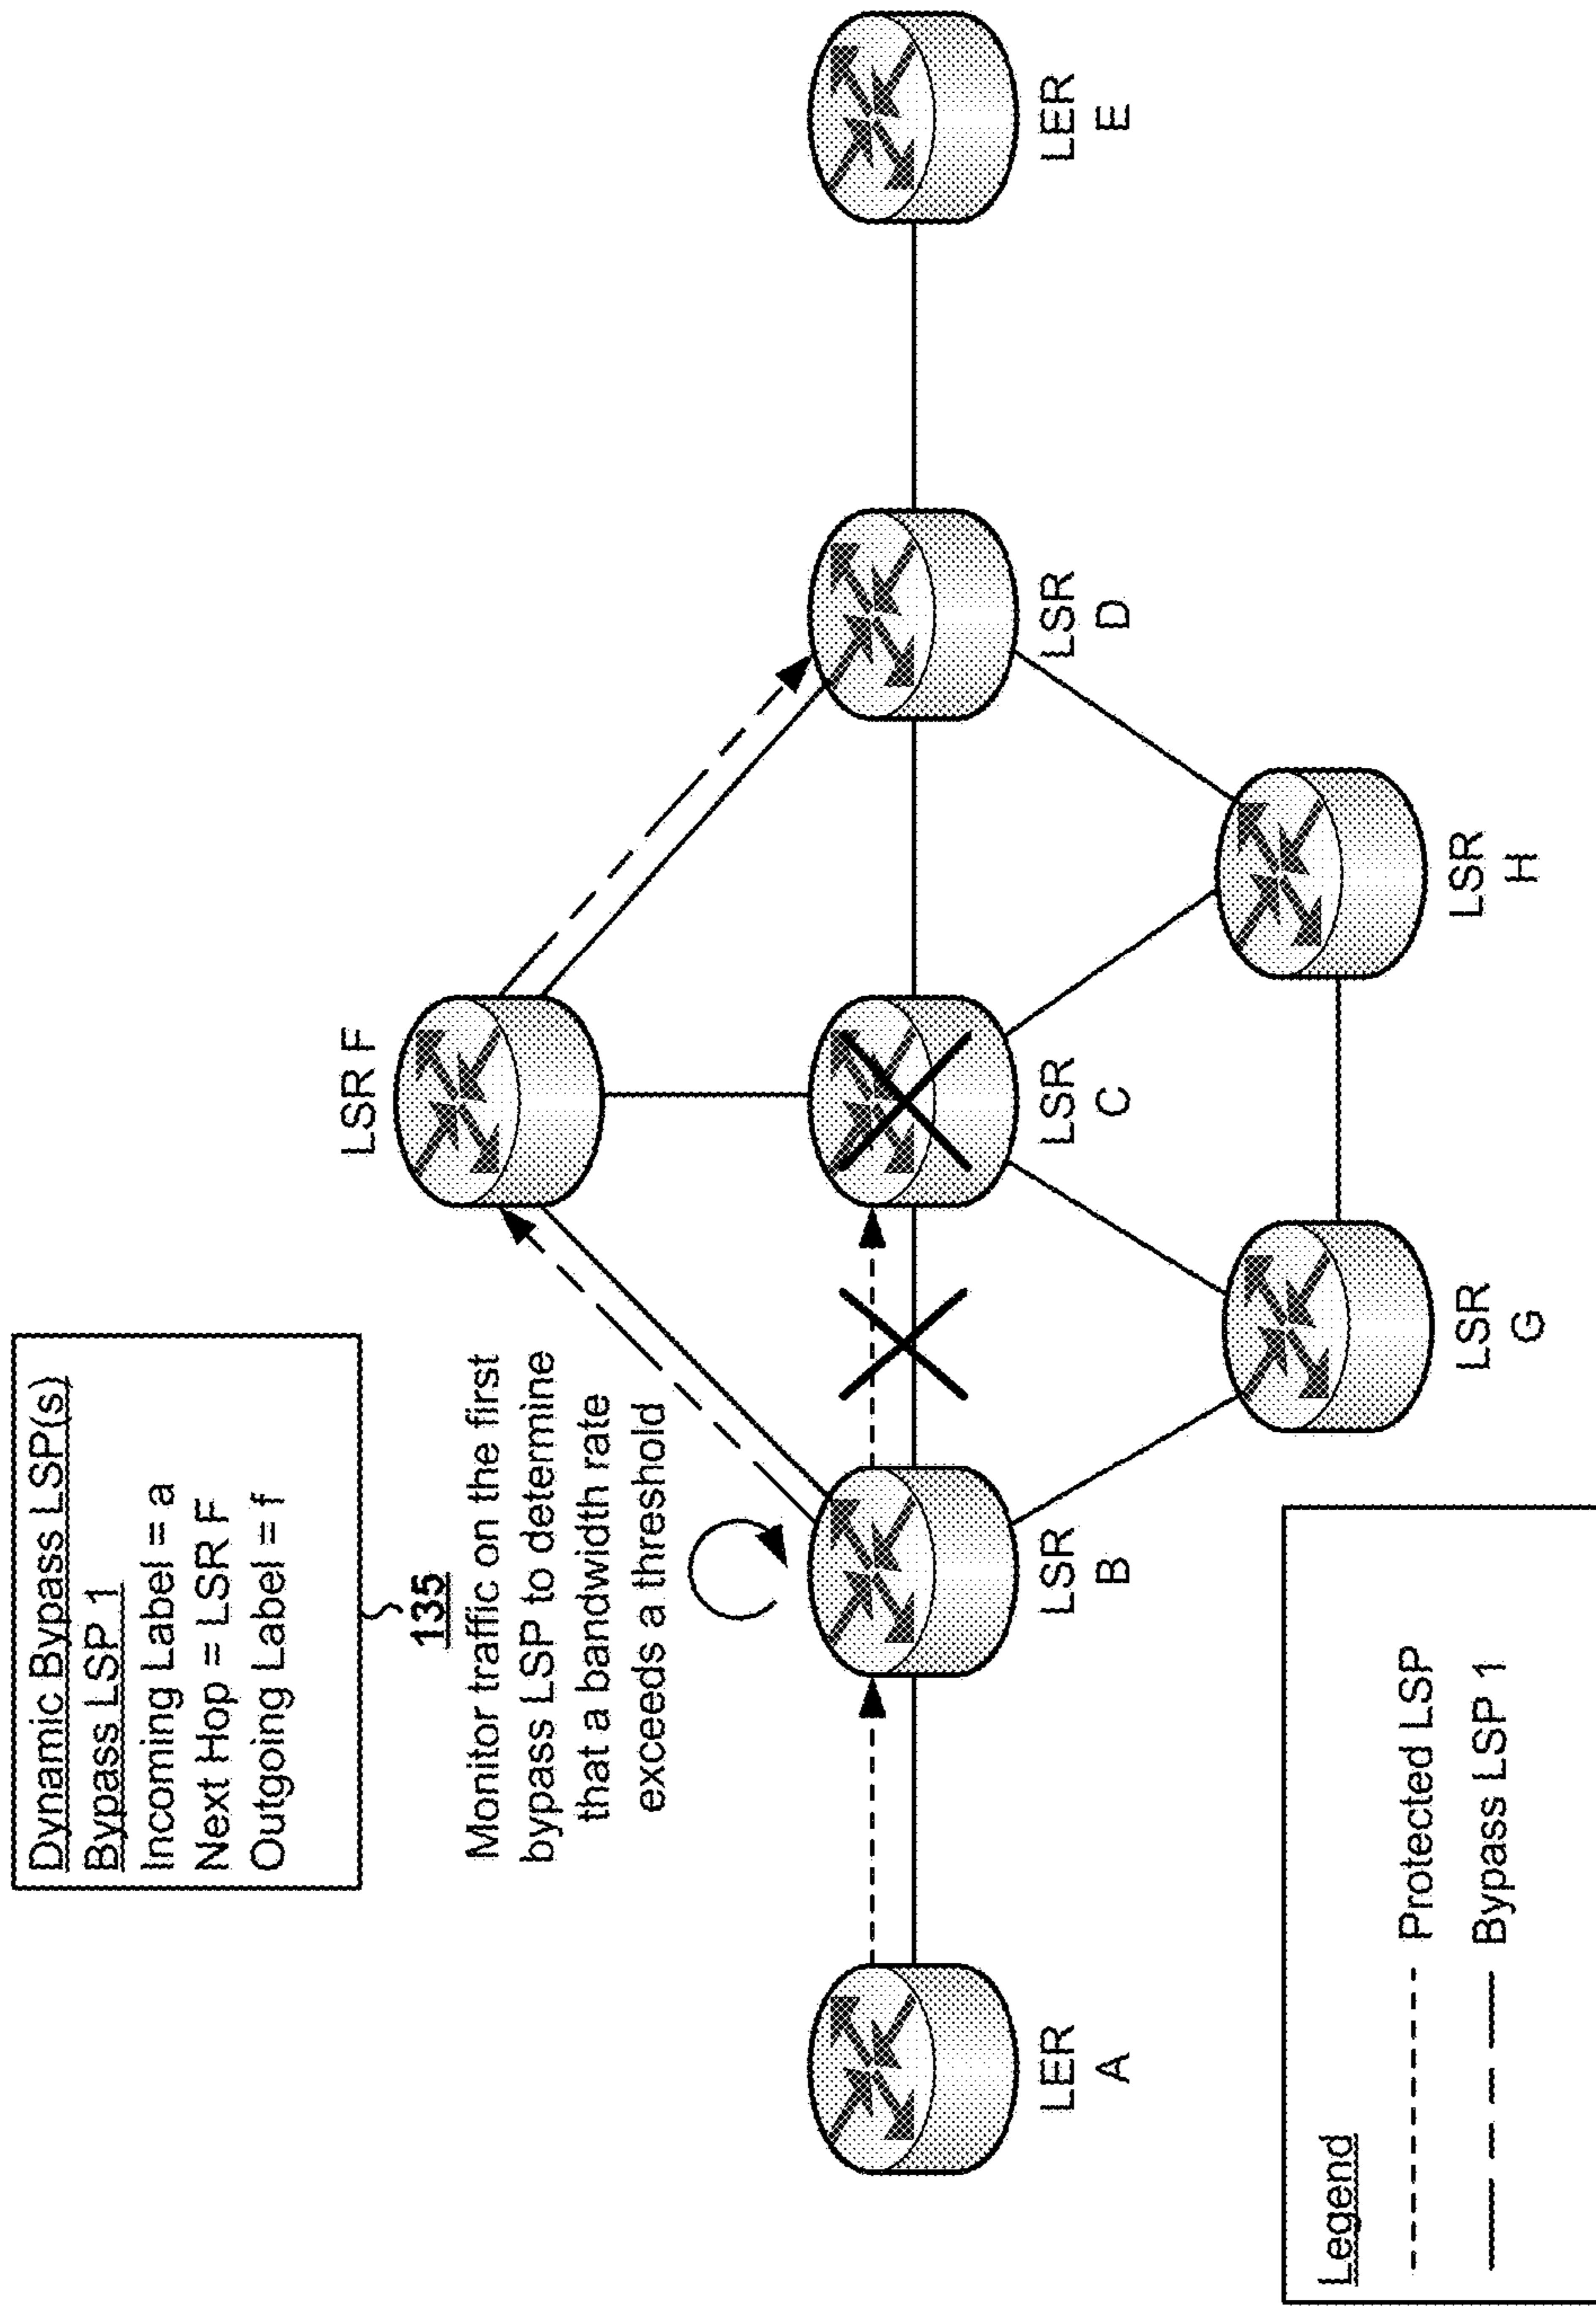 Dynamic Bypass LSP(s)
Bypass LSP 1
Incoming Label = a
Next Hop = LSR F
Outgoing Label = f
135
Monitor traffic on the first
bypass LSP to determine
that a bandwidth rate
exceeds a threshold
LSR F
LER
A
LSR
B
LSR
C
LSR
D
LER
E
LSR
G
LSR
H
Legend
Protected LSP
Bypass LSP 1